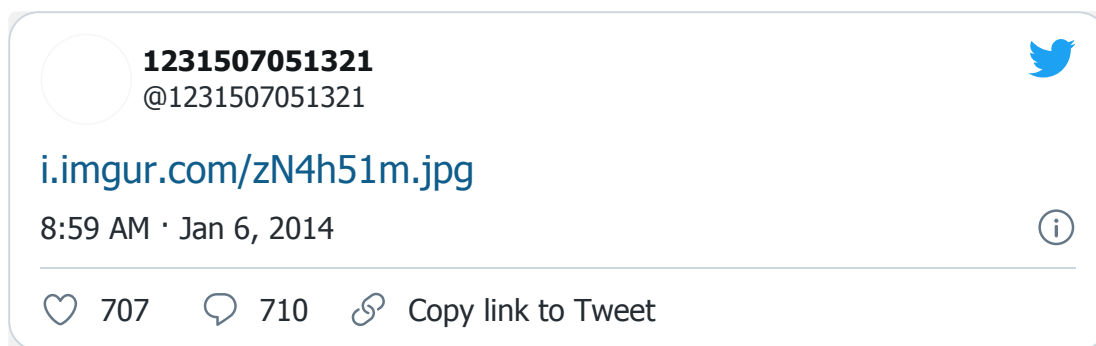 1231507051321
@1231507051321
i.imgur.com/zN4h51m.jpg
8:59 AM · Jan 6, 2014
707 710 Copy link to Tweet